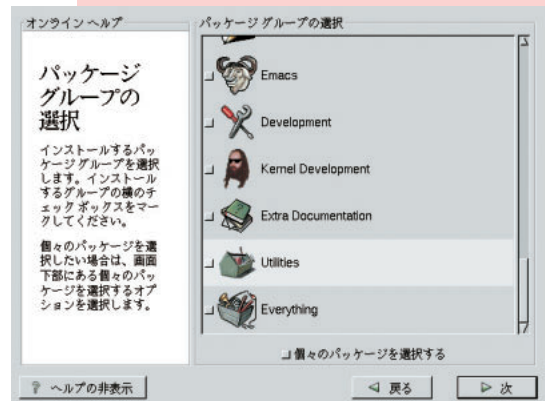 オンライン ヘルプ
パッケージ
グループの
選択
インストールするパッ
ケージグループを選択
します。インストール
するグループの横のチ
ェック ボックスをマー
クしてください。
個々のパッケージを選
択したい場合は、画面
下部にある個々のパッ
ケージを選択するオプ
ションを選択します。
パッケージ グループの選択
Emacs
Development
Kernel Development
Extra Documentation
Utilities
Everything
個々のパッケージを選択する
? ヘルプの非表示
戻る
次